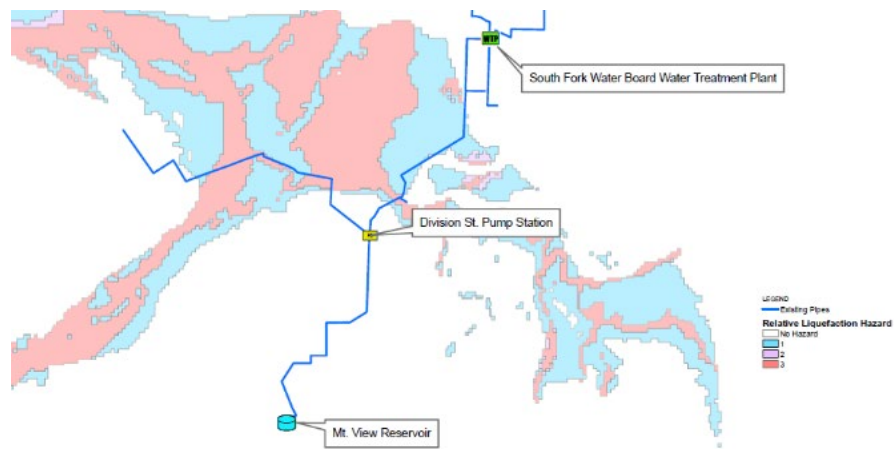 WTP
South Fork Water Board Water Treatment Plant
Division St. Pump Station
LEGEND
Existing Pipes
Relative Liquefaction Hazard
No Hazard
1
2
3
Mt. View Reservoir